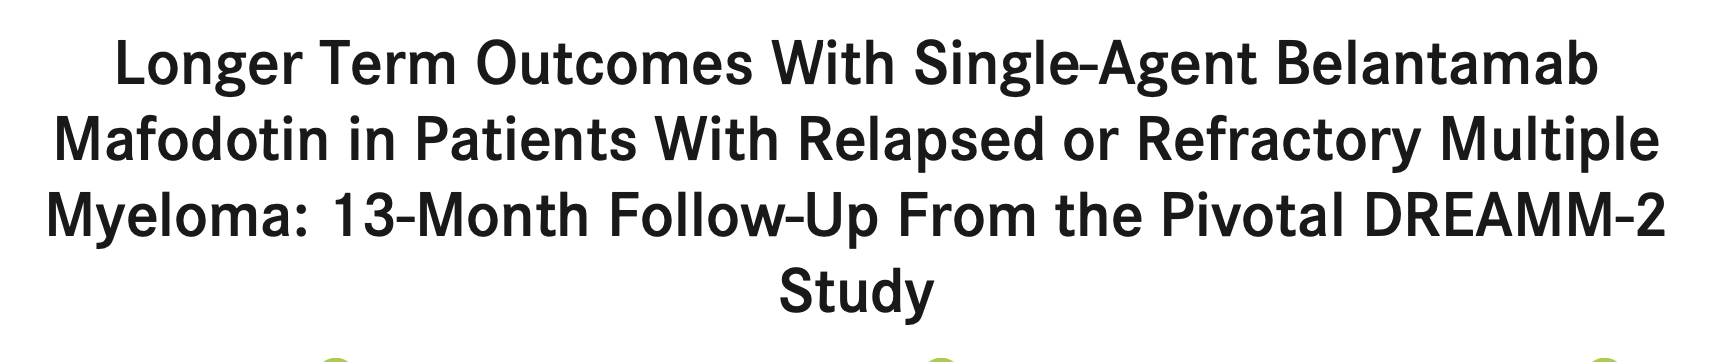 Longer Term Outcomes With Single-Agent Belantamab
Mafodotin in Patients With Relapsed or Refractory Multiple
Myeloma: 13-Month Follow-Up From the Pivotal DREAMM-2
Study